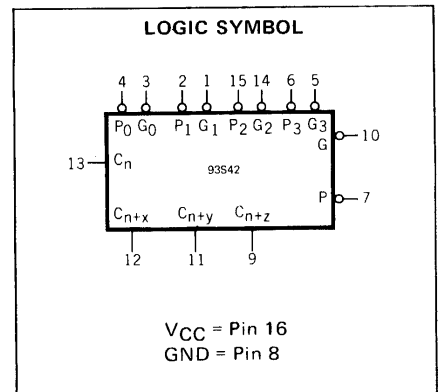 LOGIC SYMBOL
4 3 2 1 15 14 6 5
P0 G0 P1 G1 P2 G2 P3 G3
G 10
13 Cn
93S42
P 7
Cn+x Cn+y Cn+z
12 11 9
VCC = Pin 16
GND = Pin 8